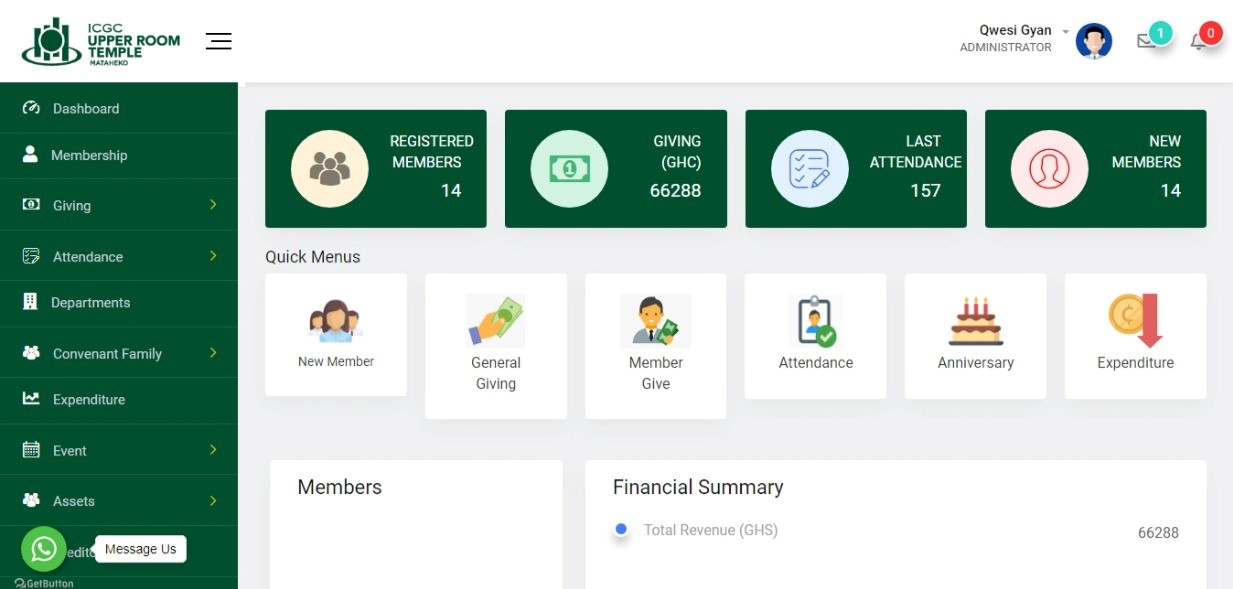 ICGC
UPPER ROOM
TEMPLE
MATAHEKO
Qwesi Gyan
ADMINISTRATOR
1
0
Dashboard
Membership
Giving
Attendance
Departments
Convenant Family
Expenditure
Event
Assets
Message Us
GetButton
REGISTERED
MEMBERS
14
GIVING
(GHC)
66288
LAST
ATTENDANCE
157
NEW
MEMBERS
14
Quick Menus
New Member
General
Giving
Member
Give
Attendance
Anniversary
Expenditure
Members
Financial Summary
Total Revenue (GHS)
66288